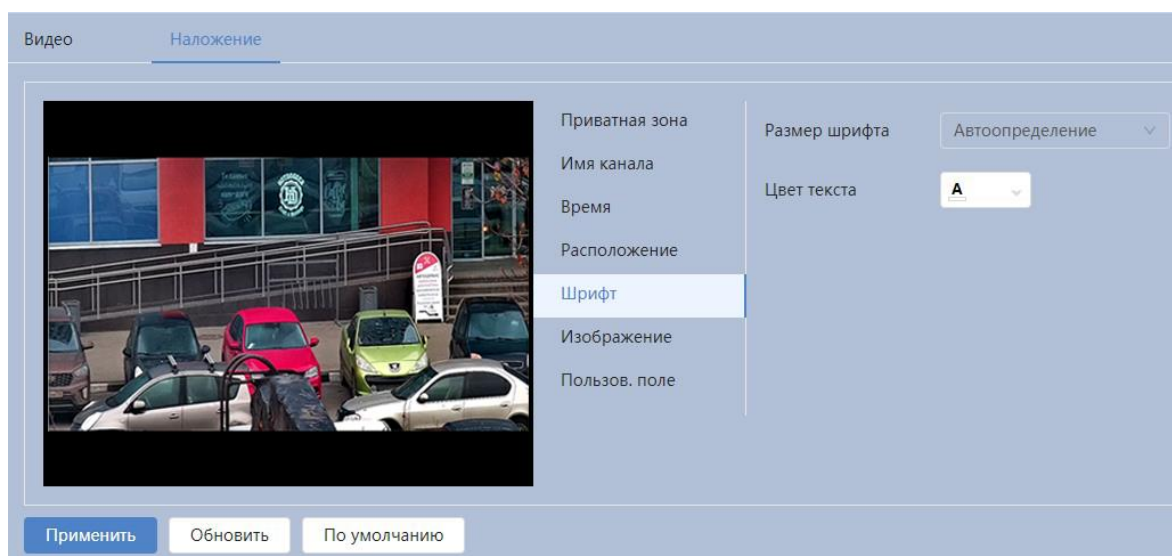 Видео
Наложение
Приватная зона
Имя канала
Время
Расположение
Шрифт
Изображение
Пользов. поле
Размер шрифта
Автоопределение
Цвет текста
A
Применить
Обновить
По умолчанию